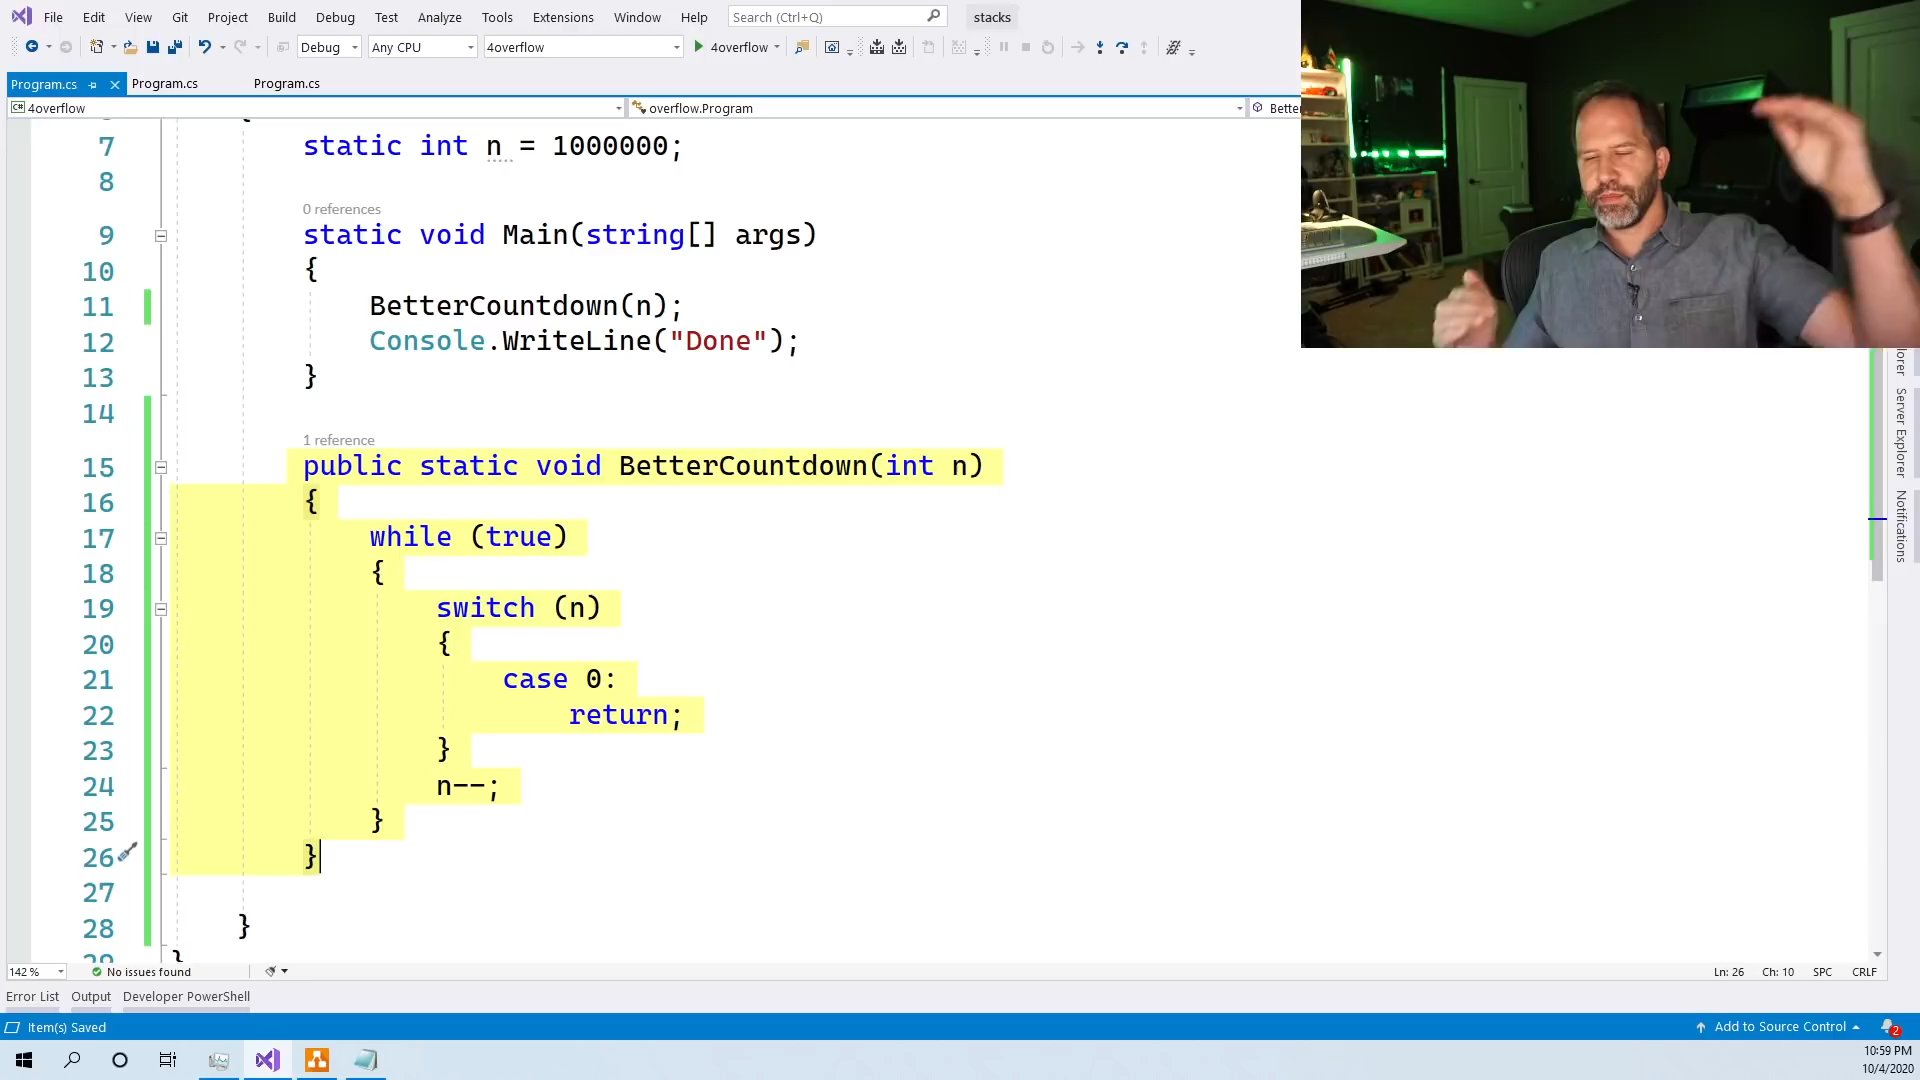 File Edit View Git Project Build Debug Test Analyze Tools Extensions Window Help Search (Ctrl+Q) stacks
Debug Any CPU 4overflow 4overflow
Program.cs Program.cs Program.cs
C# 4overflow overflow.Program Better
7 static int n = 1000000;
8
0 references
9 static void Main(string[] args)
10 {
11 BetterCountdown(n);
12 Console.WriteLine("Done");
13 }
14
1 reference
15 public static void BetterCountdown(int n)
16 {
17 while (true)
18 {
19 switch (n)
20 {
21 case 0:
22 return;
23 }
24 n--;
25 }
26 }
27
28 }
29 }
Server Explorer
Notifications
142 % No issues found Ln: 26 Ch: 10 SPC CRLF
Error List Output Developer PowerShell
Item(s) Saved Add to Source Control 2
10:59 PM
10/4/2020